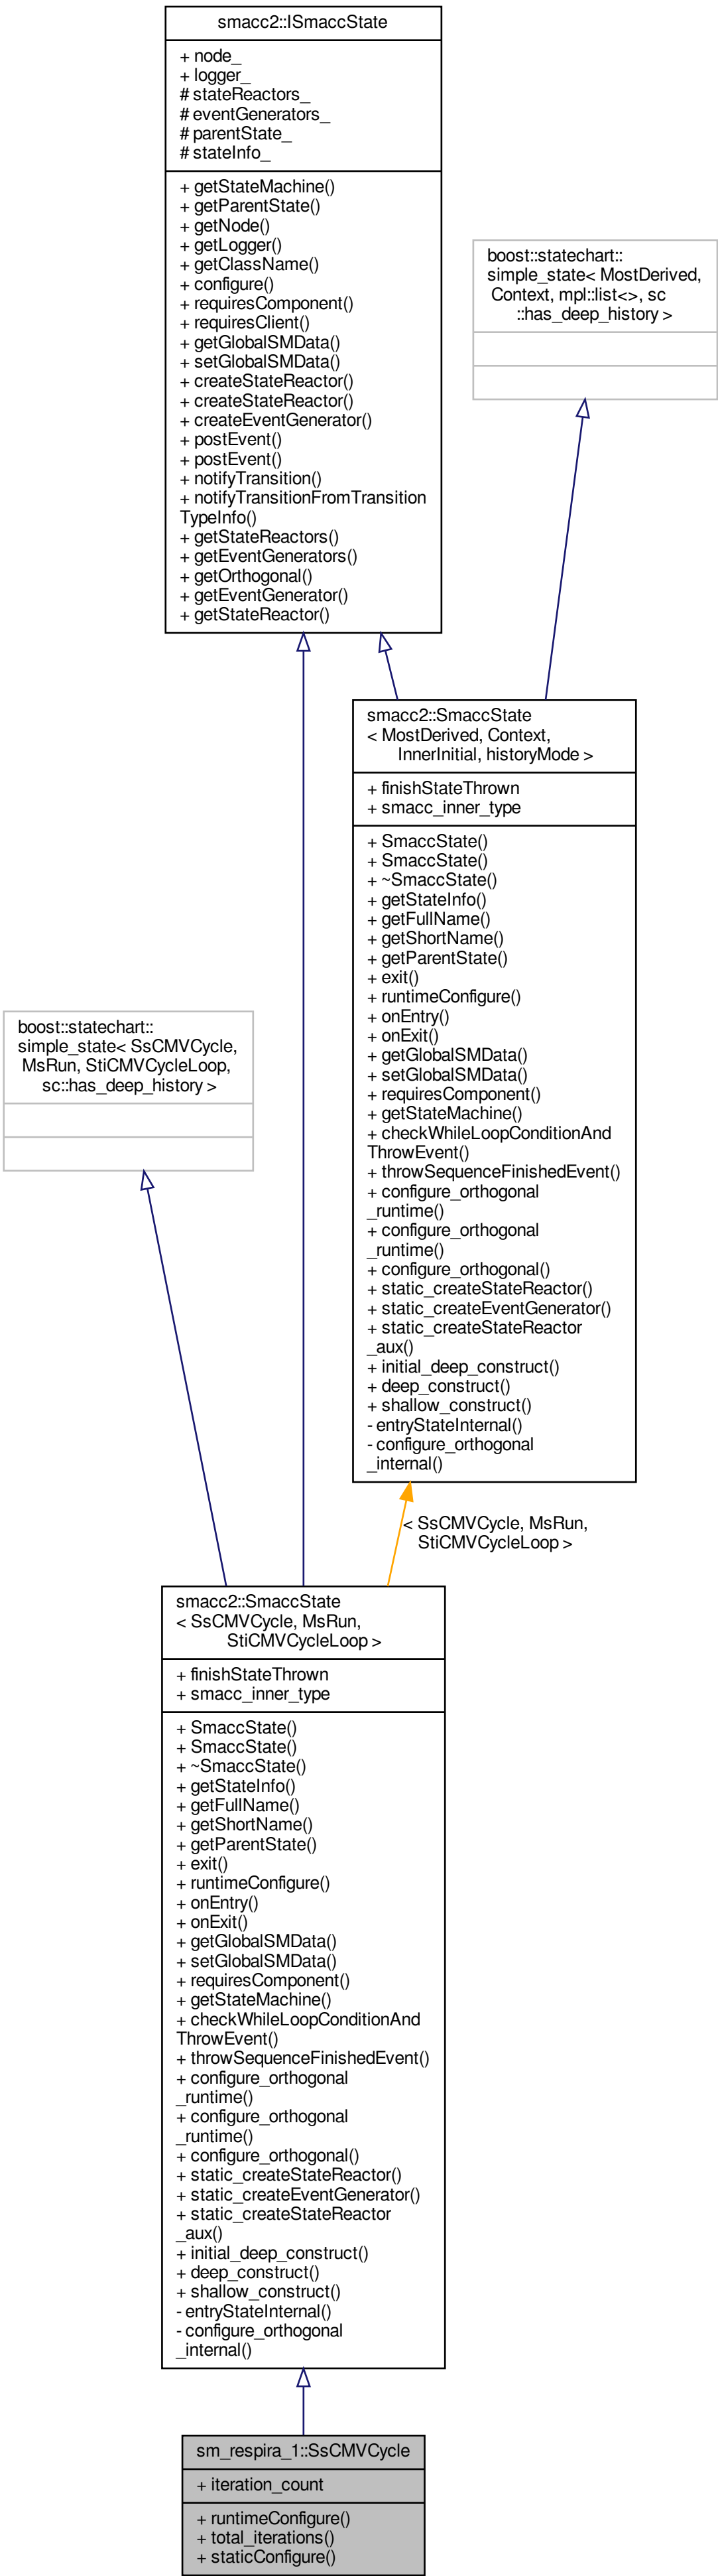 smacc2::ISmaccState
+ node_
+ logger_
# stateReactors_
# eventGenerators_
# parentState_
# stateInfo_
+ getStateMachine()
+ getParentState()
+ getNode()
+ getLogger()
+ getClassName()
+ configure()
+ requiresComponent()
+ requiresClient()
+ getGlobalSMData()
+ setGlobalSMData()
+ createStateReactor()
+ createStateReactor()
+ createEventGenerator()
+ postEvent()
+ postEvent()
+ notifyTransition()
+ notifyTransitionFromTransition
TypeInfo()
+ getStateReactors()
+ getEventGenerators()
+ getOrthogonal()
+ getEventGenerator()
+ getStateReactor()
boost::statechart::
simple_state< MostDerived,
Context, mpl::list<>, sc
::has_deep_history >
smacc2::SmaccState
< MostDerived, Context,
InnerInitial, historyMode >
+ finishStateThrown
+ smacc_inner_type
+ SmaccState()
+ SmaccState()
+ ~SmaccState()
+ getStateInfo()
+ getFullName()
+ getShortName()
+ getParentState()
+ exit()
+ runtimeConfigure()
+ onEntry()
+ onExit()
+ getGlobalSMData()
+ setGlobalSMData()
+ requiresComponent()
+ getStateMachine()
+ checkWhileLoopConditionAnd
ThrowEvent()
+ throwSequenceFinishedEvent()
+ configure_orthogonal
_runtime()
+ configure_orthogonal
_runtime()
+ configure_orthogonal()
+ static_createStateReactor()
+ static_createEventGenerator()
+ static_createStateReactor
_aux()
+ initial_deep_construct()
+ deep_construct()
+ shallow_construct()
- entryStateInternal()
- configure_orthogonal
_internal()
boost::statechart::
simple_state< SsCMVCycle,
MsRun, StiCMVCycleLoop,
sc::has_deep_history >
< SsCMVCycle, MsRun,
StiCMVCycleLoop >
smacc2::SmaccState
< SsCMVCycle, MsRun,
StiCMVCycleLoop >
+ finishStateThrown
+ smacc_inner_type
+ SmaccState()
+ SmaccState()
+ ~SmaccState()
+ getStateInfo()
+ getFullName()
+ getShortName()
+ getParentState()
+ exit()
+ runtimeConfigure()
+ onEntry()
+ onExit()
+ getGlobalSMData()
+ setGlobalSMData()
+ requiresComponent()
+ getStateMachine()
+ checkWhileLoopConditionAnd
ThrowEvent()
+ throwSequenceFinishedEvent()
+ configure_orthogonal
_runtime()
+ configure_orthogonal
_runtime()
+ configure_orthogonal()
+ static_createStateReactor()
+ static_createEventGenerator()
+ static_createStateReactor
_aux()
+ initial_deep_construct()
+ deep_construct()
+ shallow_construct()
- entryStateInternal()
- configure_orthogonal
_internal()
sm_respira_1::SsCMVCycle
+ iteration_count
+ runtimeConfigure()
+ total_iterations()
+ staticConfigure()